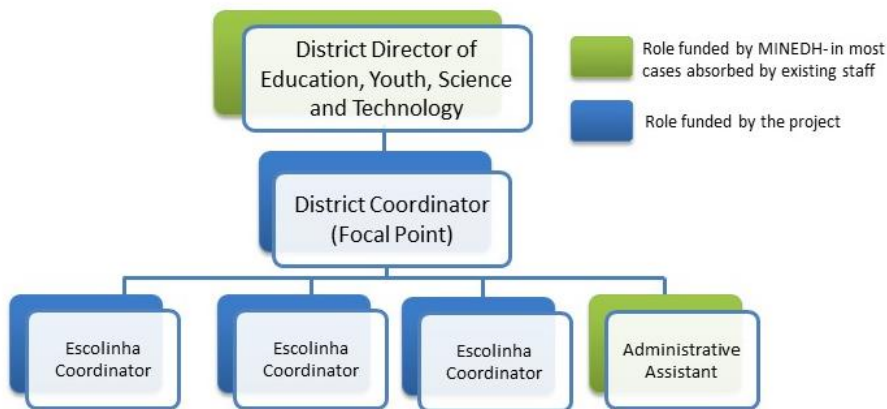 District Director of
Education, Youth, Science
and Technology
Role funded by MINEDH-in most
cases absorbed by existing staff
Role funded by the project
District Coordinator
(Focal Point)
Escolinha
Coordinator
Escolinha
Coordinator
Escolinha
Coordinator
Administrative
Assistant